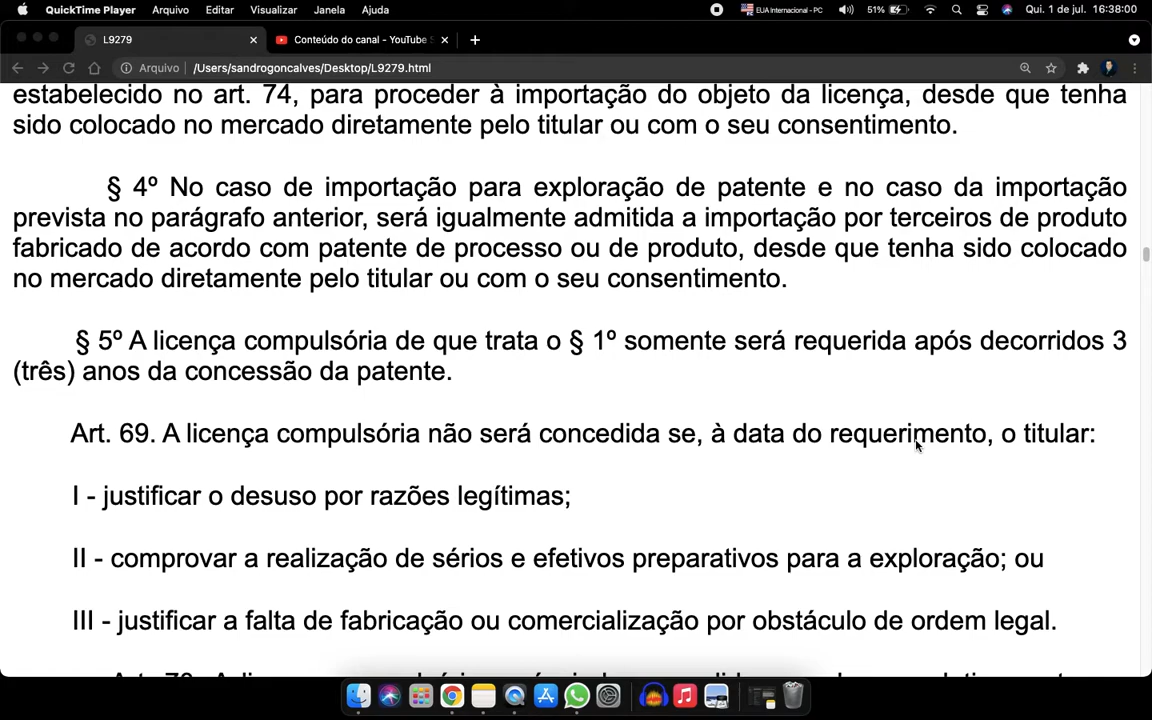 QuickTime Player Arquivo Editar Visualizar Janela Ajuda EUA Internacional - PC 51% Qui. 1 de jul. 16:38:00
L9279 Conteúdo do canal - YouTube
Arquivo /Users/sandrogoncalves/Desktop/L9279.html
estabelecido no art. 74, para proceder à importação do objeto da licença, desde que tenha
sido colocado no mercado diretamente pelo titular ou com o seu consentimento.
§ 4º No caso de importação para exploração de patente e no caso da importação
prevista no parágrafo anterior, será igualmente admitida a importação por terceiros de produto
fabricado de acordo com patente de processo ou de produto, desde que tenha sido colocado
no mercado diretamente pelo titular ou com o seu consentimento.
§ 5º A licença compulsória de que trata o § 1º somente será requerida após decorridos 3
(três) anos da concessão da patente.
Art. 69. A licença compulsória não será concedida se, à data do requerimento, o titular:
I - justificar o desuso por razões legítimas;
II - comprovar a realização de sérios e efetivos preparativos para a exploração; ou
III - justificar a falta de fabricação ou comercialização por obstáculo de ordem legal.